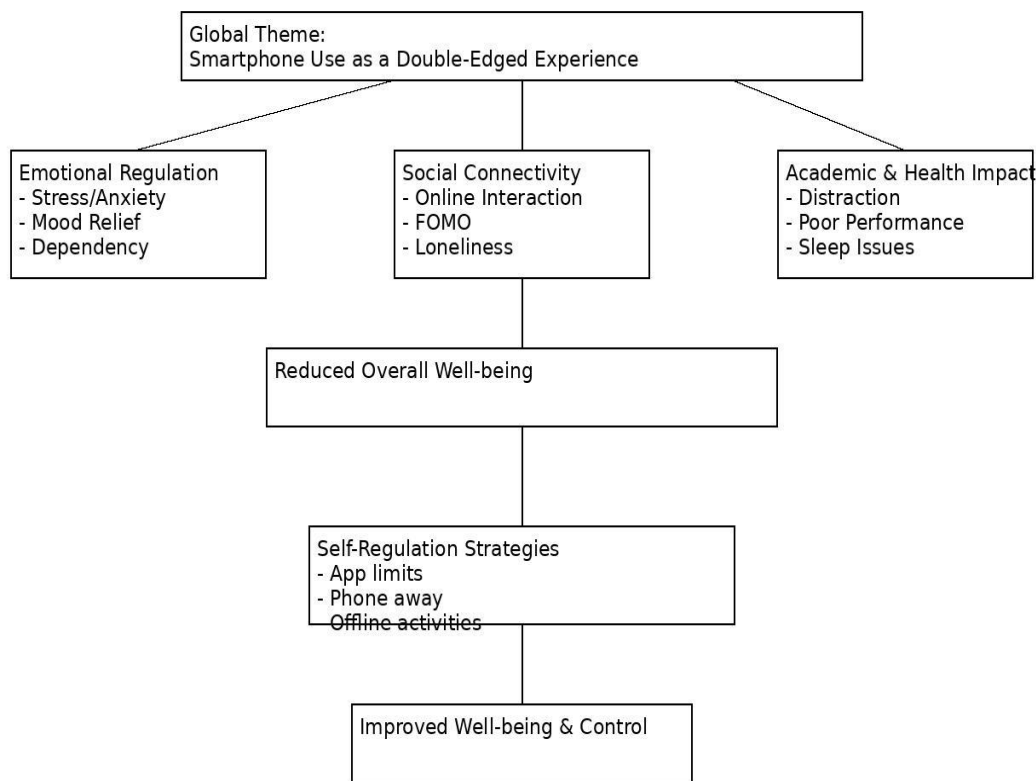 Global Theme:
Smartphone Use as a Double-Edged Experience
Emotional Regulation
- Stress/Anxiety
- Mood Relief
- Dependency
Social Connectivity
- Online Interaction
- FOMO
- Loneliness
Academic & Health Impact
- Distraction
- Poor Performance
- Sleep Issues
Reduced Overall Well-being
Self-Regulation Strategies
- App limits
- Phone away
- Offline activities
Improved Well-being & Control